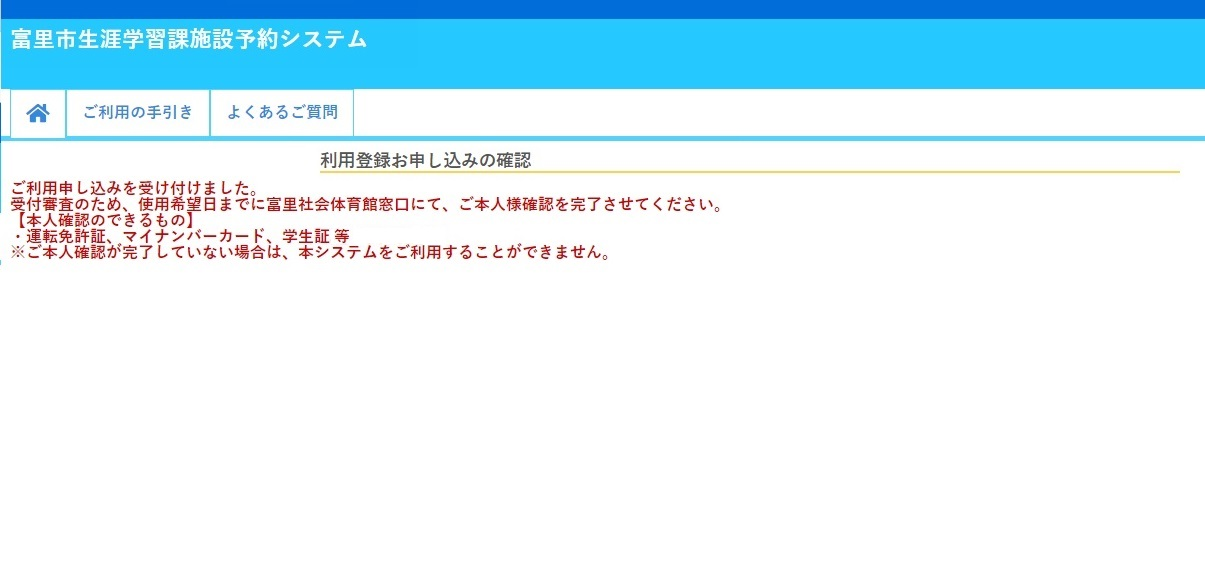 富里市生涯学習課施設予約システム
ご利用の手引き よくあるご質問
利用登録お申し込みの確認
ご利用申し込みを受け付けました。
受付審査のため、使用希望日までに富里社会体育館窓口にて、ご本人様確認を完了させてください。
【本人確認のできるもの】
・運転免許証、マイナンバーカード、学生証 等
※ご本人確認が完了していない場合は、本システムをご利用することができません。